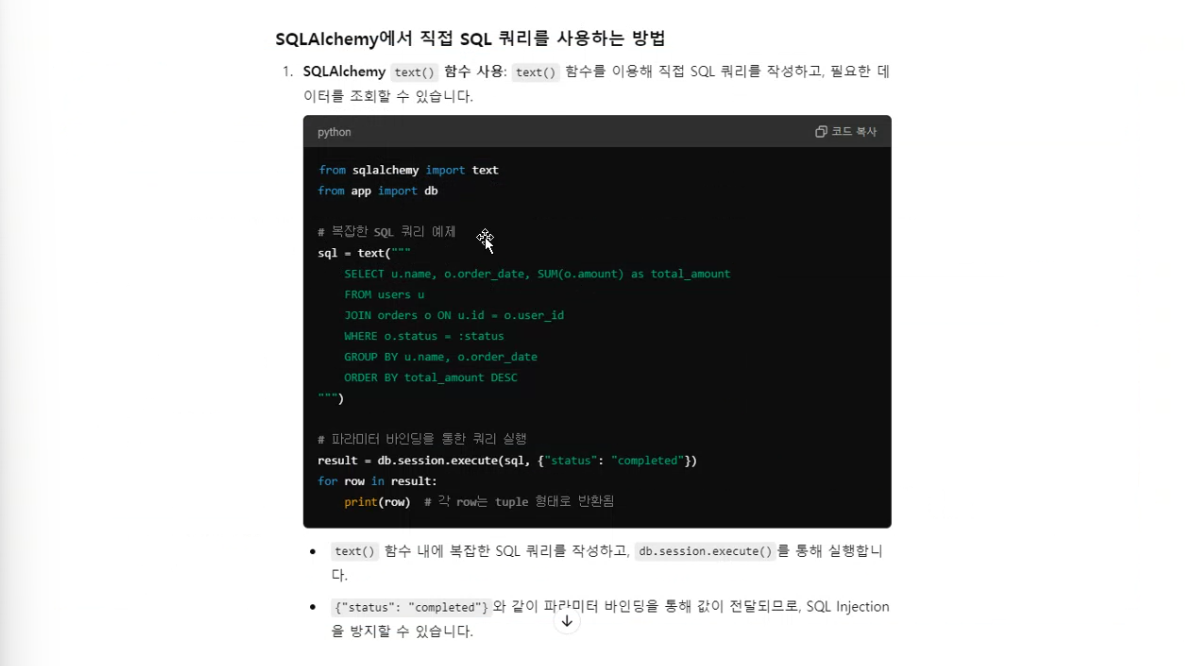 SQLAlchemy에서 직접 SQL 쿼리를 사용하는 방법
1. SQLAlchemy text() 함수 사용: text() 함수를 이용해 직접 SQL 쿼리를 작성하고, 필요한 데
이터를 조회할 수 있습니다.
python 코드 복사
from sqlalchemy import text
from app import db
# 복잡한 SQL 쿼리 예제
sql = text("""
SELECT u.name, o.order_date, SUM(o.amount) as total_amount
FROM users u
JOIN orders o ON u.id = o.user_id
WHERE o.status = :status
GROUP BY u.name, o.order_date
ORDER BY total_amount DESC
""")
# 파라미터 바인딩을 통한 쿼리 실행
result = db.session.execute(sql, {"status": "completed"})
for row in result:
print(row) # 각 row는 tuple 형태로 반환됨
• text() 함수 내에 복잡한 SQL 쿼리를 작성하고, db.session.execute()를 통해 실행합니
다.
• {"status": "completed"}와 같이 파라미터 바인딩을 통해 값이 전달되므로, SQL Injection
을 방지할 수 있습니다.